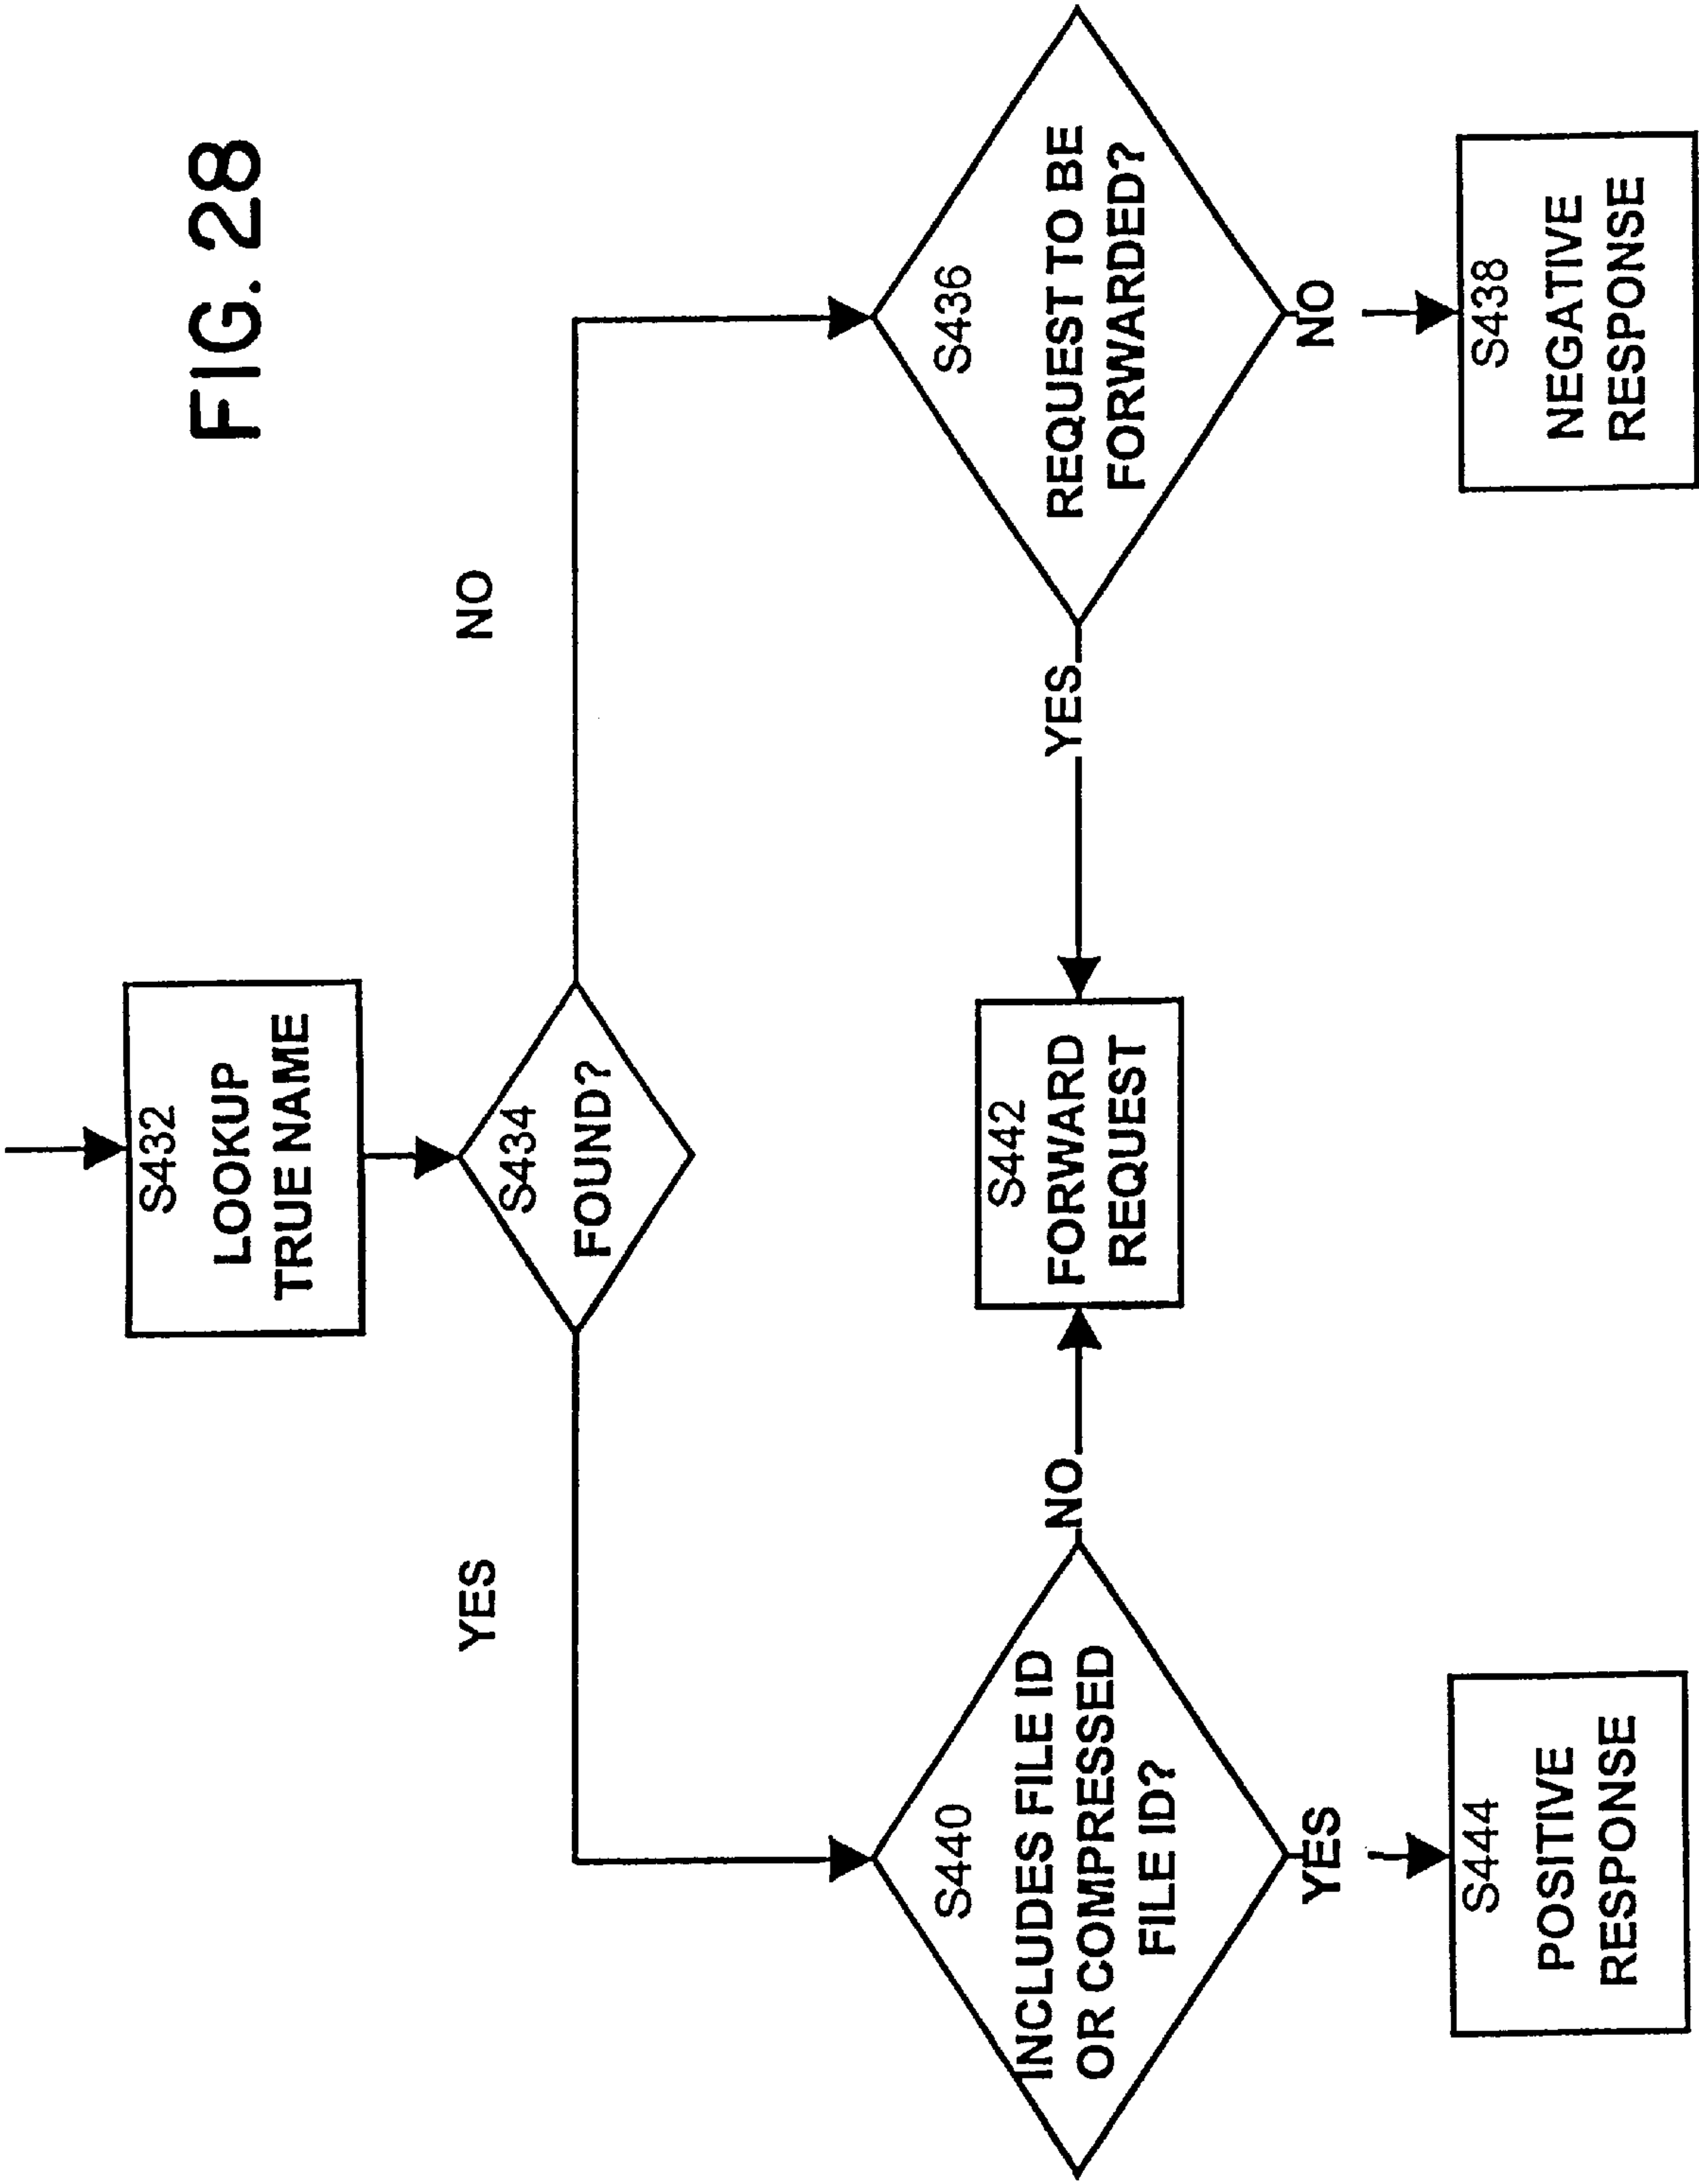 FIG. 28
S432
LOOKUP
TRUE NAME
S434
FOUND?
YES
NO
S440
INCLUDES FILE ID
OR COMPRESSED
FILE ID?
NO
S442
FORWARD
REQUEST
YES
S436
REQUEST TO BE
FORWARDED?
YES
NO
S444
POSITIVE
RESPONSE
S438
NEGATIVE
RESPONSE